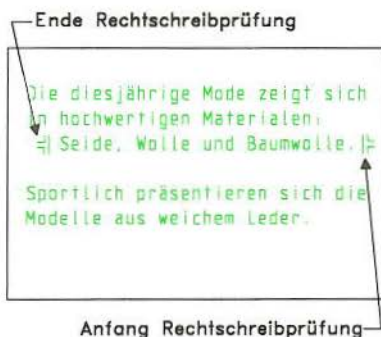 Ende Rechtschreibprüfung
Die diesjährige Mode zeigt sich
in hochwertigen Materialen:
Seide, Wolle und Baumwolle.
Sportlich präsentieren sich die
Modelle aus weichem Leder.
Anfang Rechtschreibprüfung